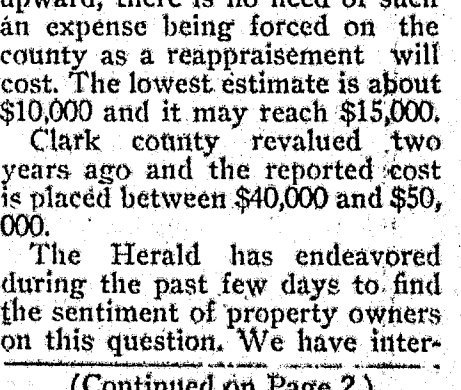 upward, there is no need of such
an expense being forced on the
county as a reappraisement will
cost. The lowest estimate is about
$10,000 and it may reach $15,000.
Clark county revalued two
years ago and the reported cost
is placed between $40,000 and $50,
000.
The Herald has endeavored
during the past few days to find
the sentiment of property owners
on this question. We have inter-
(Continued on Page 2.)